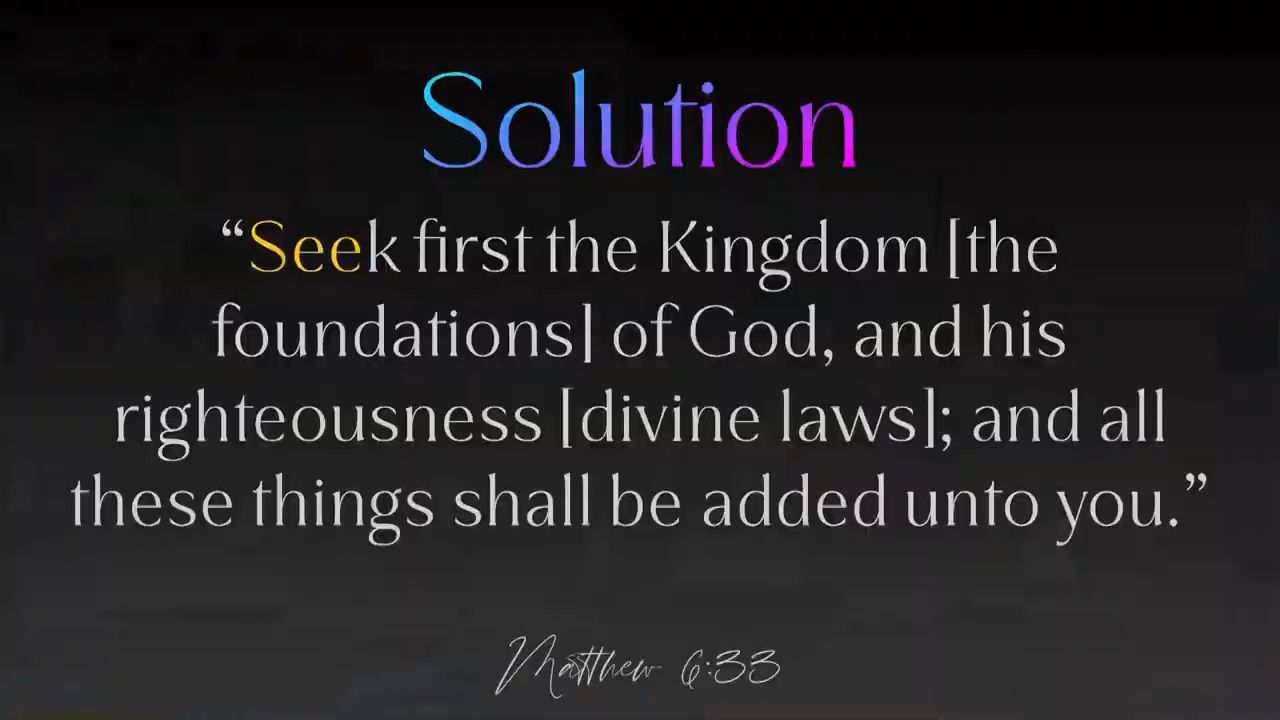 Solution
“Seek first the Kingdom [the
foundations] of God, and his
righteousness [divine laws]; and all
these things shall be added unto you.”
Matthew 6:33